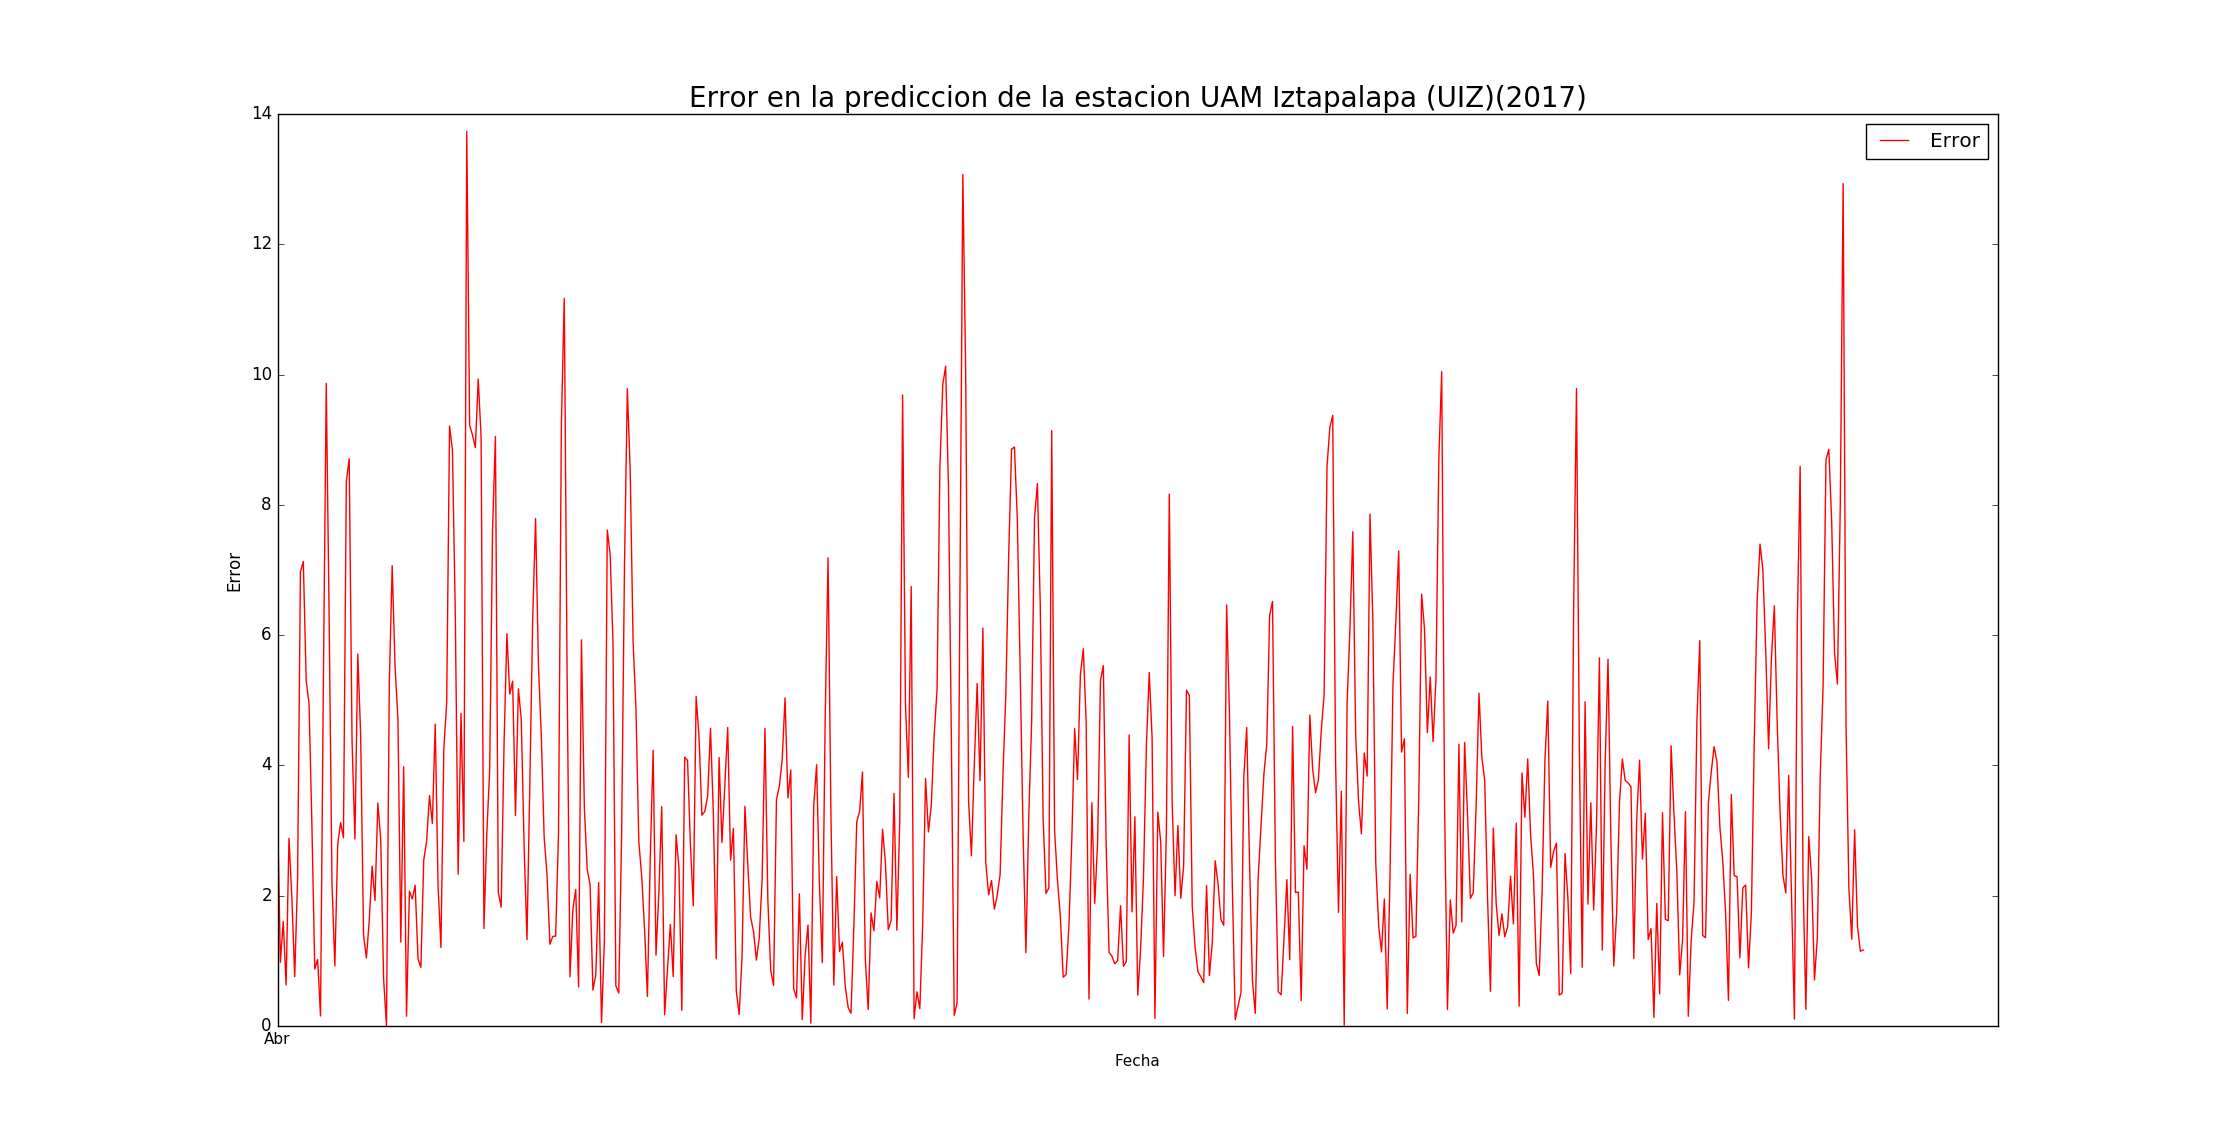 Error en la prediccion de la estacion UAM Iztapalapa (UIZ)(2017)
Error
14
12
10
8
6
4
2
0
Error
Abr
Fecha